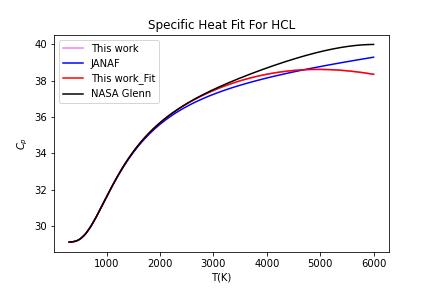 Specific Heat Fit For HCL
This work
JANAF
This work_Fit
NASA Glenn
40
38
36
34
32
30
C_p
1000
2000
3000
4000
5000
6000
T(K)